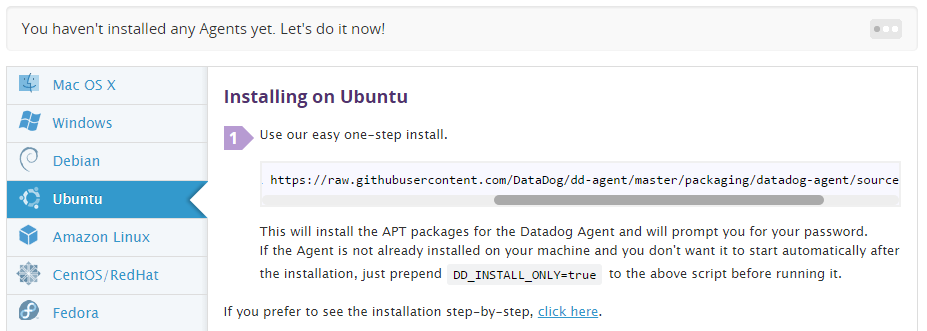 You haven't installed any Agents yet. Let's do it now!
Mac OS X
Windows
Debian
Ubuntu
Amazon Linux
CentOS/RedHat
Fedora
Installing on Ubuntu
1 Use our easy one-step install.
https://raw.githubusercontent.com/DataDog/dd-agent/master/packaging/datadog-agent/source
This will install the APT packages for the Datadog Agent and will prompt you for your password.
If the Agent is not already installed on your machine and you don't want it to start automatically after
the installation, just prepend DD_INSTALL_ONLY=true to the above script before running it.
If you prefer to see the installation step-by-step, click here.